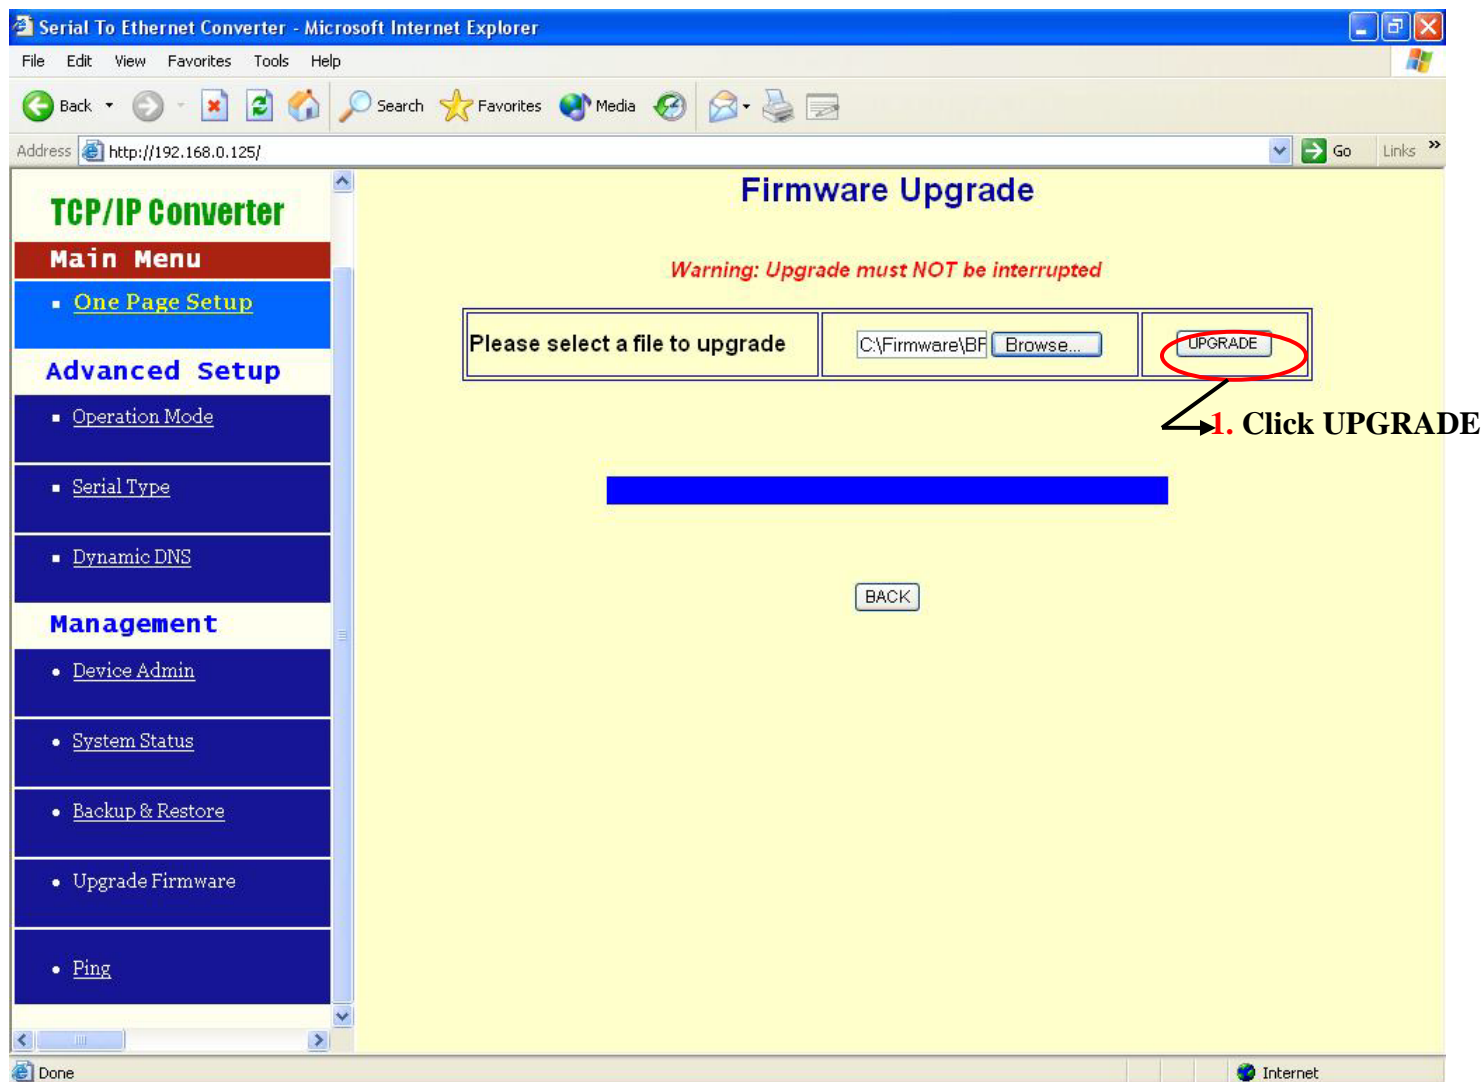 Serial To Ethernet Converter - Microsoft Internet Explorer
File Edit View Favorites Tools Help
Back Search Favorites Media
Address http://192.168.0.125/ Go Links »
TCP/IP Converter
Main Menu
One Page Setup
Advanced Setup
Operation Mode
Serial Type
Dynamic DNS
Management
Device Admin
System Status
Backup & Restore
Upgrade Firmware
Ping
Firmware Upgrade
Warning: Upgrade must NOT be interrupted
Please select a file to upgrade C:\Firmware\BF Browse... UPGRADE
1. Click UPGRADE
BACK
Done Internet